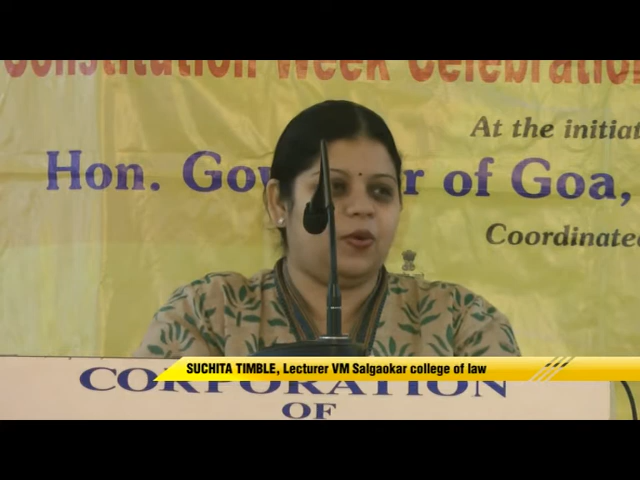 Constitution Week Celebration
At the initia
Hon. Gov r of Goa,
Coordinated
SUCHITA TIMBLE, Lecturer VM Salgaokar college of law
CORPORATION
OF